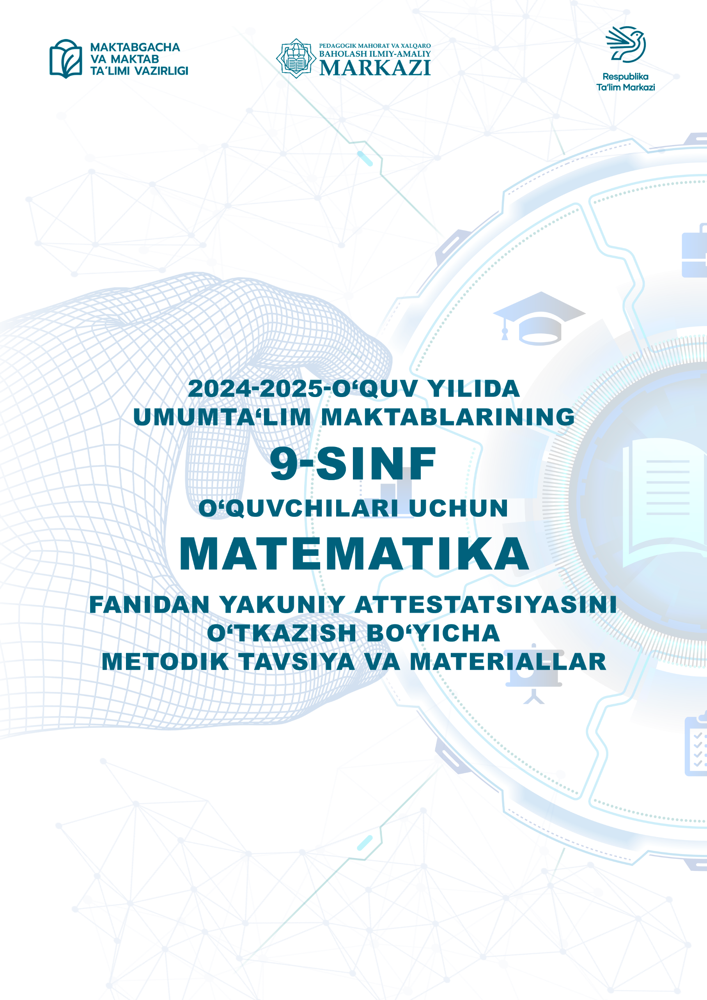 MAKTABGACHA
VA MAKTAB
TA'LIMI VAZIRLIGI
PEDAGOGIK MAHORAT VA XALQARO
BAHOLASH ILMIY-AMALIY
MARKAZI
Respublika
Ta'lim Markazi
2024-2025-O‘QUV YILIDA
UMUMTA‘LIM MAKTABLARINING
9-SINF
O‘QUVCHILARI UCHUN
MATEMATIKA
FANIDAN YAKUNIY ATTESTATSIYASINI
O‘TKAZISH BO‘YICHA
METODIK TAVSIYA VA MATERIALLAR